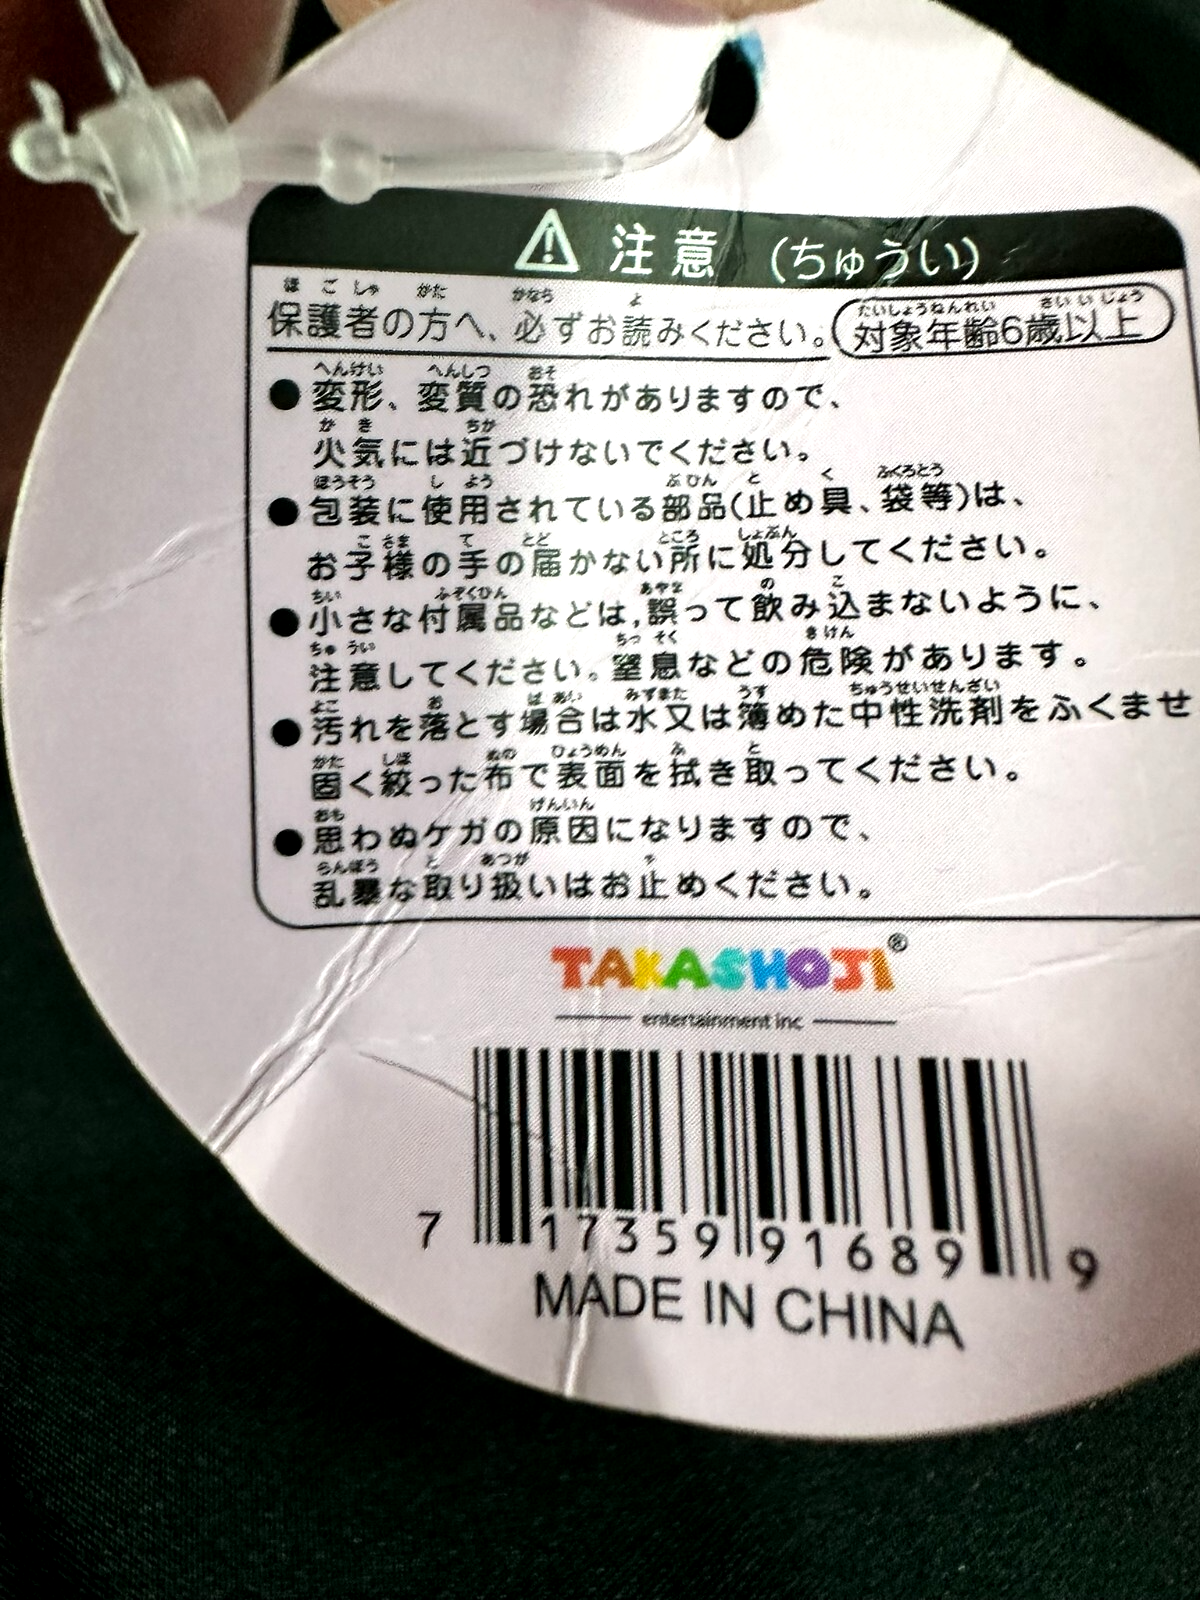 ⚠ 注意 (ちゅうい)
保護者の方へ、必ずお読みください。 対象年齢6歳以上
●変形、変質の恐れがありますので、
火気には近づけないでください。
●包装に使用されている部品(止め具、袋等)は、
お子様の手の届かない所に処分してください。
●小さな付属品などは,誤って飲み込まないように、
注意してください。窒息などの危険があります。
●汚れを落とす場合は水又は薄めた中性洗剤をふくませ
固く絞った布で表面を拭き取ってください。
●思わぬケガの原因になりますので、
乱暴な取り扱いはお止めください。
TAKASHOJI®
entertainment inc
7 17359 91689 9
MADE IN CHINA